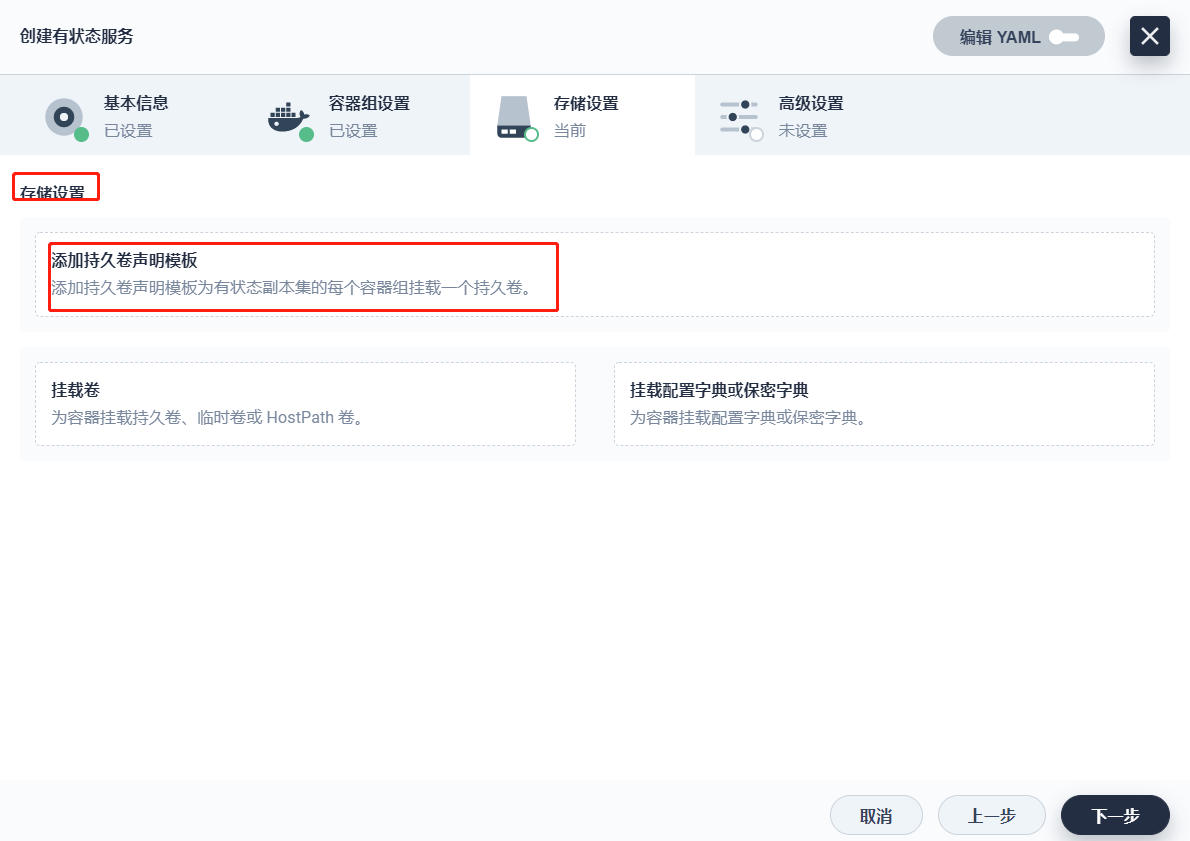 创建有状态服务
编辑 YAML
基本信息
已设置
容器组设置
已设置
存储设置
当前
高级设置
未设置
存储设置
添加持久卷声明模板
添加持久卷声明模板为有状态副本集的每个容器组挂载一个持久卷。
挂载卷
为容器挂载持久卷、临时卷或 HostPath 卷。
挂载配置字典或保密字典
为容器挂载配置字典或保密字典。
取消
上一步
下一步